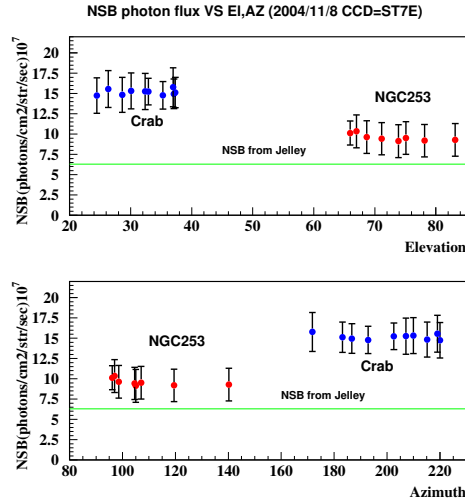 NSB photon flux VS El,AZ (2004/11/8 CCD=ST7E)
NSB(photons/cm2/str/sec)10^7
20
17.5
15
12.5
10
7.5
5
2.5
0
Crab
NGC253
NSB from Jelley
20 30 40 50 60 70 80
Elevation
NSB(photons/cm2/str/sec)10^7
20
17.5
15
12.5
10
7.5
5
2.5
0
NGC253
Crab
NSB from Jelley
80 100 120 140 160 180 200 220
Azimuth